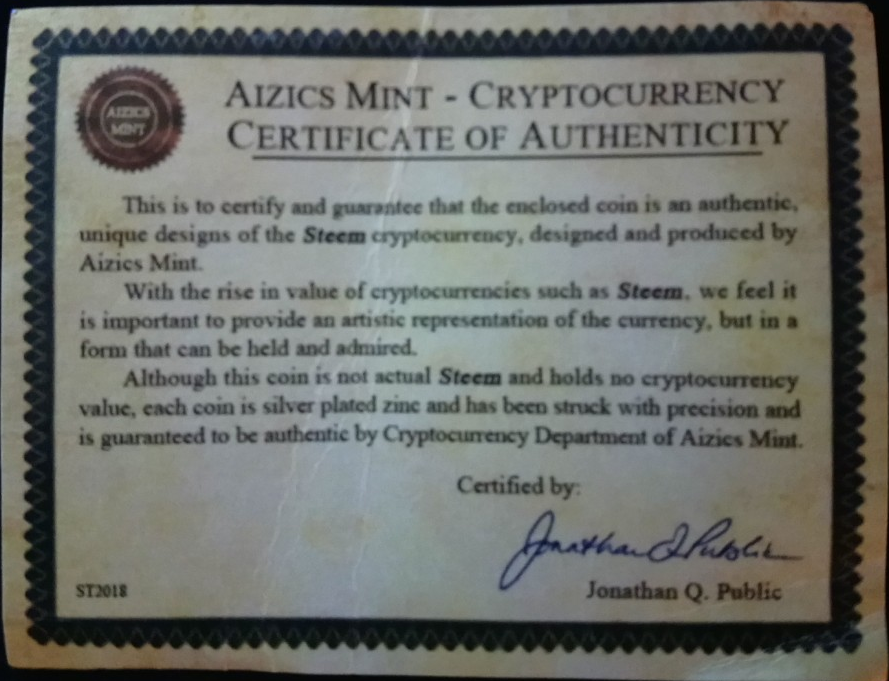 AIZICS
MINT
AIZICS MINT - CRYPTOCURRENCY
CERTIFICATE OF AUTHENTICITY
This is to certify and guarantee that the enclosed coin is an authentic,
unique designs of the Steem cryptocurrency, designed and produced by
Aizics Mint.
With the rise in value of cryptocurrencies such as Steem, we feel it
is important to provide an artistic representation of the currency, but in a
form that can be held and admired.
Although this coin is not actual Steem and holds no cryptocurrency
value, each coin is silver plated zinc and has been struck with precision and
is guaranteed to be authentic by Cryptocurrency Department of Aizics Mint.
Certified by:
Jonathan Q Public
ST2018
Jonathan Q. Public